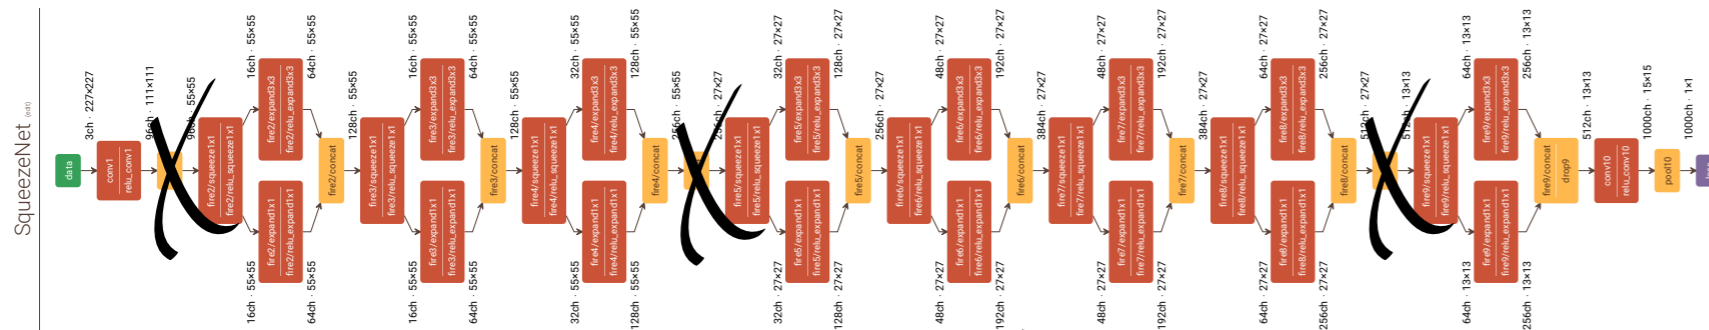 SqueezeNet (edit)
data
3ch · 227×227
conv1
relu_conv1
96ch · 111×111
96ch · 55×55
fire2/squeeze1x1
fire2/relu_squeeze1x1
16ch · 55×55
fire2/expand3x3
fire2/relu_expand3x3
64ch · 55×55
16ch · 55×55
fire2/expand1x1
fire2/relu_expand1x1
64ch · 55×55
fire2/concat
128ch · 55×55
fire3/squeeze1x1
fire3/relu_squeeze1x1
16ch · 55×55
fire3/expand3x3
fire3/relu_expand3x3
64ch · 55×55
16ch · 55×55
fire3/expand1x1
fire3/relu_expand1x1
64ch · 55×55
fire3/concat
128ch · 55×55
fire4/squeeze1x1
fire4/relu_squeeze1x1
32ch · 55×55
fire4/expand3x3
fire4/relu_expand3x3
128ch · 55×55
32ch · 55×55
fire4/expand1x1
fire4/relu_expand1x1
128ch · 55×55
fire4/concat
256ch · 55×55
256ch · 27×27
fire5/squeeze1x1
fire5/relu_squeeze1x1
32ch · 27×27
fire5/expand3x3
fire5/relu_expand3x3
128ch · 27×27
32ch · 27×27
fire5/expand1x1
fire5/relu_expand1x1
128ch · 27×27
fire5/concat
256ch · 27×27
fire6/squeeze1x1
fire6/relu_squeeze1x1
48ch · 27×27
fire6/expand3x3
fire6/relu_expand3x3
192ch · 27×27
48ch · 27×27
fire6/expand1x1
fire6/relu_expand1x1
192ch · 27×27
fire6/concat
384ch · 27×27
fire7/squeeze1x1
fire7/relu_squeeze1x1
48ch · 27×27
fire7/expand3x3
fire7/relu_expand3x3
192ch · 27×27
48ch · 27×27
fire7/expand1x1
fire7/relu_expand1x1
192ch · 27×27
fire7/concat
384ch · 27×27
fire8/squeeze1x1
fire8/relu_squeeze1x1
64ch · 27×27
fire8/expand3x3
fire8/relu_expand3x3
256ch · 27×27
64ch · 27×27
fire8/expand1x1
fire8/relu_expand1x1
256ch · 27×27
fire8/concat
512ch · 27×27
512ch · 13×13
fire9/squeeze1x1
fire9/relu_squeeze1x1
64ch · 13×13
fire9/expand3x3
fire9/relu_expand3x3
256ch · 13×13
64ch · 13×13
fire9/expand1x1
fire9/relu_expand1x1
256ch · 13×13
fire9/concat
drop9
512ch · 13×13
conv10
relu_conv10
1000ch · 15×15
pool10
1000ch · 1×1